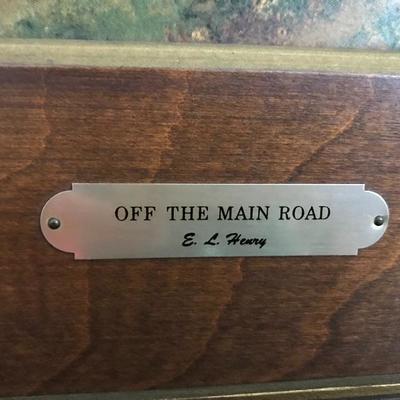 OFF THE MAIN ROAD
E. L. Henry